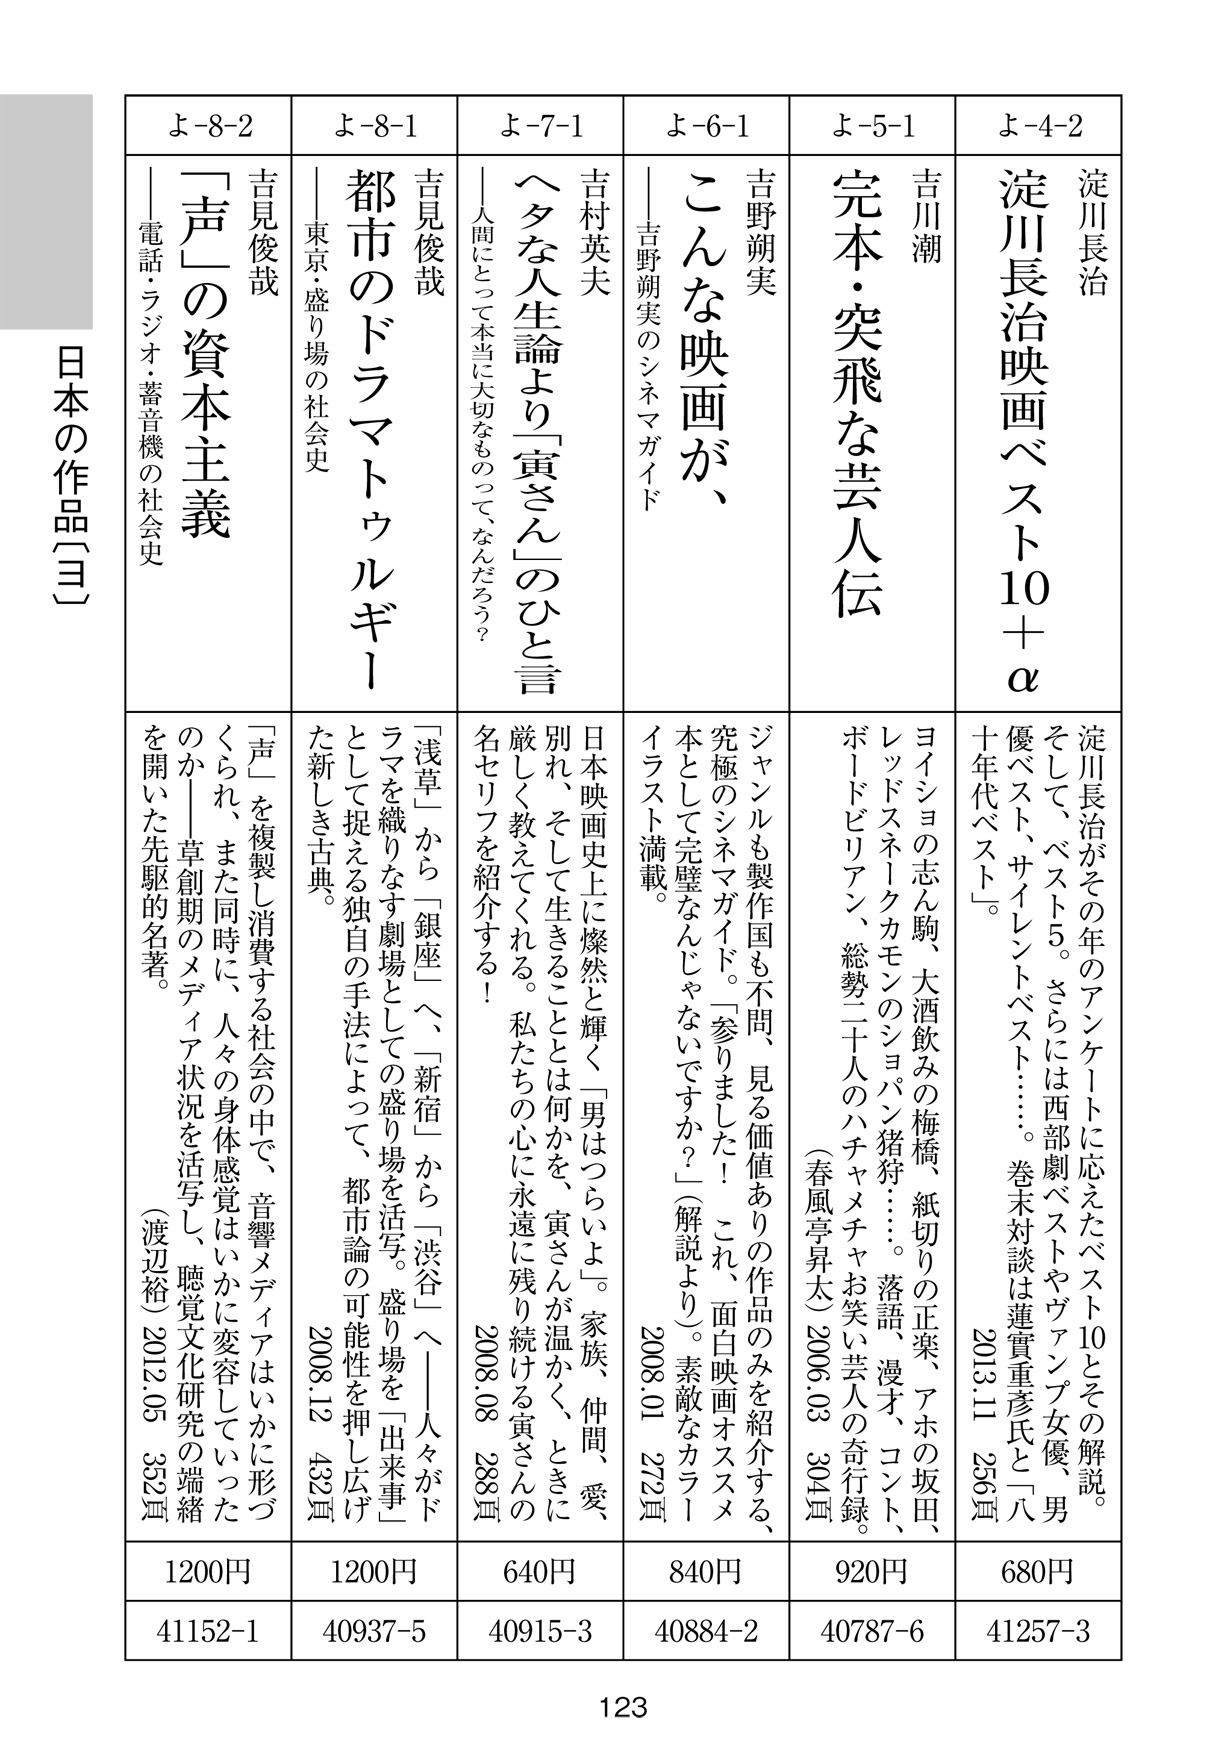 よ-4-2
淀川長治
淀川長治映画ベスト10＋α
淀川長治がその年のアンケートに応えたベスト10とその解説。
そして、ベスト5。さらには西部劇ベストやヴァンプ女優、男
優ベスト、サイレントベスト……。巻末対談は蓮實重彥氏と「八
十年代ベスト」。
2013.11　256頁
680円
41257-3
よ-5-1
吉川潮
完本・突飛な芸人伝
ヨイショの志ん駒、大酒飲みの梅橋、紙切りの正楽、アホの坂田、
レッドスネークカモンのショパン猪狩……。落語、漫才、コント、
ボードビリアン、総勢二十人のハチャメチャお笑い芸人の奇行録。
（春風亭昇太）2006.03　304頁
920円
40787-6
よ-6-1
吉野朔実
こんな映画が、
――吉野朔実のシネマガイド
ジャンルも製作国も不問、見る価値ありの作品のみを紹介する、
究極のシネマガイド。「参りました！　これ、面白映画オススメ
本として完璧なんじゃないですか？」（解説より）。素敵なカラー
イラスト満載。
2008.01　272頁
840円
40884-2
よ-7-1
吉村英夫
ヘタな人生論より「寅さん」のひと言
――人間にとって本当に大切なものって、なんだろう？
日本映画史上に燦然と輝く「男はつらいよ」。家族、仲間、愛、
別れ、そして生きることとは何かを、寅さんが温かく、ときに
厳しく教えてくれる。私たちの心に永遠に残り続ける寅さんの
名セリフを紹介する！
2008.08　288頁
640円
40915-3
よ-8-1
吉見俊哉
都市のドラマトゥルギー
――東京・盛り場の社会史
「浅草」から「銀座」へ、「新宿」から「渋谷」へ――人々がド
ラマを織りなす劇場としての盛り場を活写。盛り場を「出来事」
として捉える独自の手法によって、都市論の可能性を押し広げ
た新しき古典。
2008.12　432頁
1200円
40937-5
よ-8-2
吉見俊哉
「声」の資本主義
――電話・ラジオ・蓄音機の社会史
「声」を複製し消費する社会の中で、音響メディアはいかに形づ
くられ、また同時に、人々の身体感覚はいかに変容していった
のか――草創期のメディア状況を活写し、聴覚文化研究の端緒
を開いた先駆的名著。
（渡辺裕）2012.05　352頁
1200円
41152-1
日本の作品〔ヨ〕
123